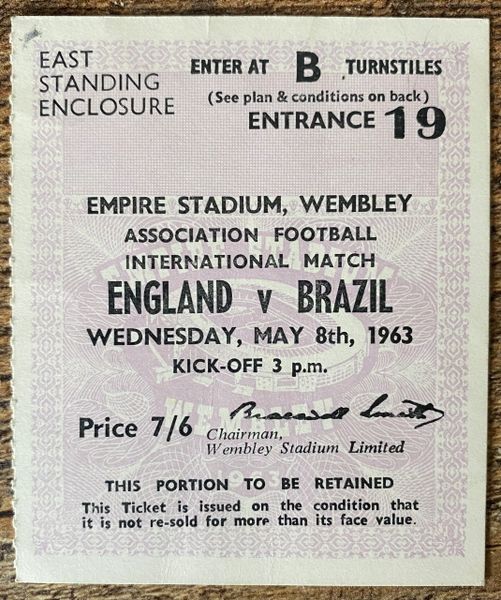 EAST
STANDING
ENCLOSURE
ENTER AT B TURNSTILES
(See plan & conditions on back)
ENTRANCE 19
EMPIRE STADIUM, WEMBLEY
ASSOCIATION FOOTBALL
INTERNATIONAL MATCH
ENGLAND v BRAZIL
WEDNESDAY, MAY 8th, 1963
KICK-OFF 3 p.m.
Price 7/6
Chairman,
Wembley Stadium Limited
THIS PORTION TO BE RETAINED
This Ticket is issued on the condition that
it is not re-sold for more than its face value.
WEMBLEY